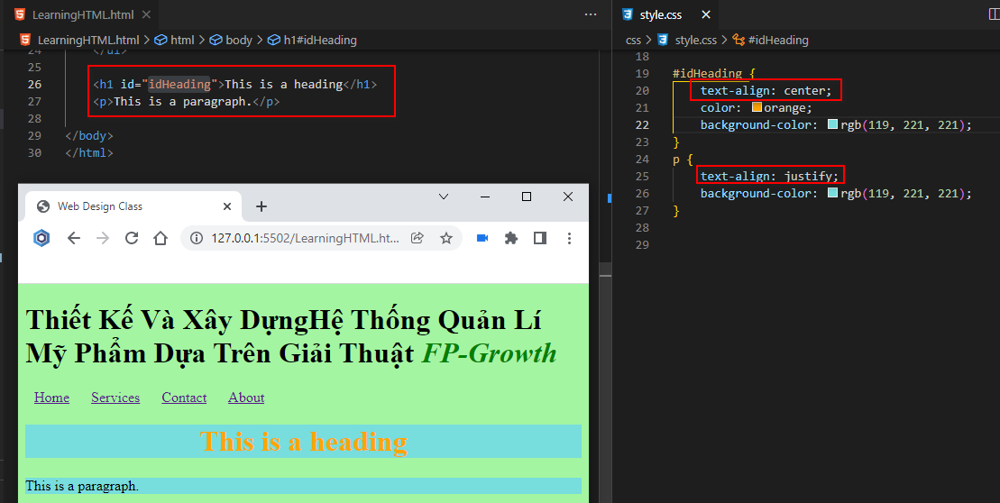 LearningHTML.html
LearningHTML.html > html > body > h1#idHeading
24 </ul>
25
26 <h1 id="idHeading">This is a heading</h1>
27 <p>This is a paragraph.</p>
28
29 </body>
30 </html>
Web Design Class
127.0.0.1:5502/LearningHTML.ht...
Thiết Kế Và Xây DựngHệ Thống Quản Lí
Mỹ Phẩm Dựa Trên Giải Thuật FP-Growth
Home Services Contact About
This is a heading
This is a paragraph.
style.css
css > style.css > #idHeading
18
19 #idHeading {
20 text-align: center;
21 color: orange;
22 background-color: rgb(119, 221, 221);
23 }
24 p {
25 text-align: justify;
26 background-color: rgb(119, 221, 221);
27 }
28
29